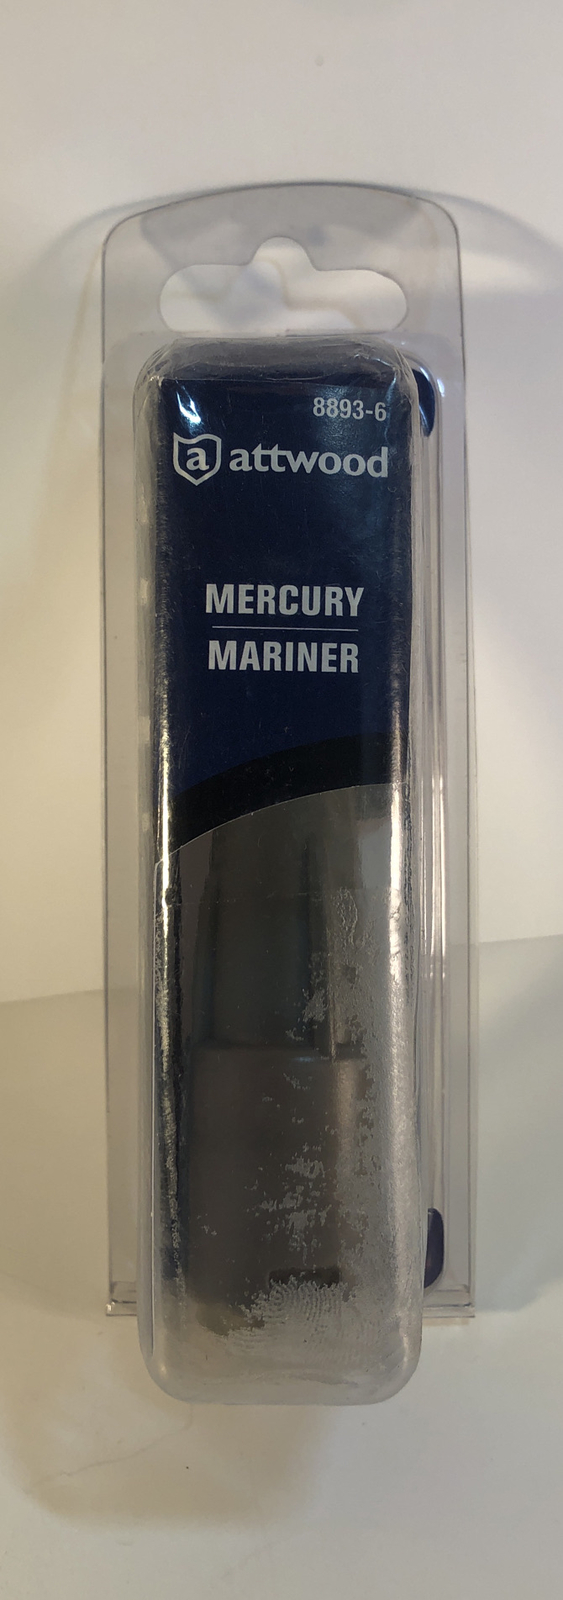 8893-6
a attwood
MERCURY
MARINER